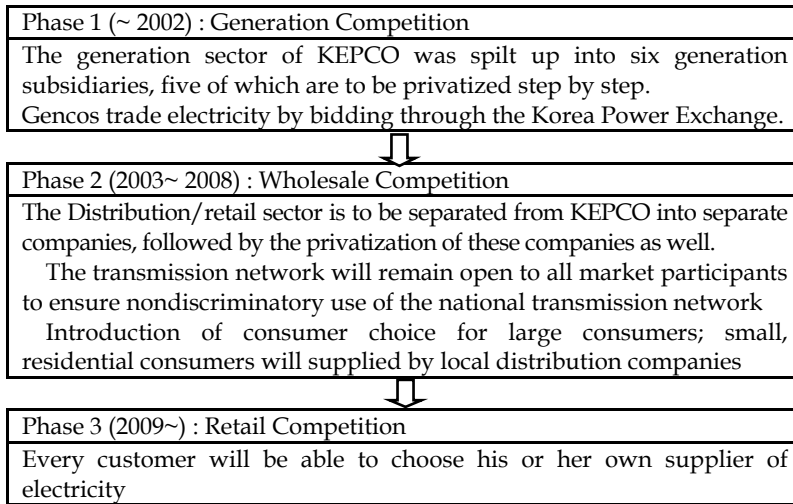 Phase 1 (~ 2002) : Generation Competition
The generation sector of KEPCO was spilt up into six generation
subsidiaries, five of which are to be privatized step by step.
Gencos trade electricity by bidding through the Korea Power Exchange.
Phase 2 (2003~ 2008) : Wholesale Competition
The Distribution/retail sector is to be separated from KEPCO into separate
companies, followed by the privatization of these companies as well.
The transmission network will remain open to all market participants
to ensure nondiscriminatory use of the national transmission network
Introduction of consumer choice for large consumers; small,
residential consumers will supplied by local distribution companies
Phase 3 (2009~) : Retail Competition
Every customer will be able to choose his or her own supplier of
electricity